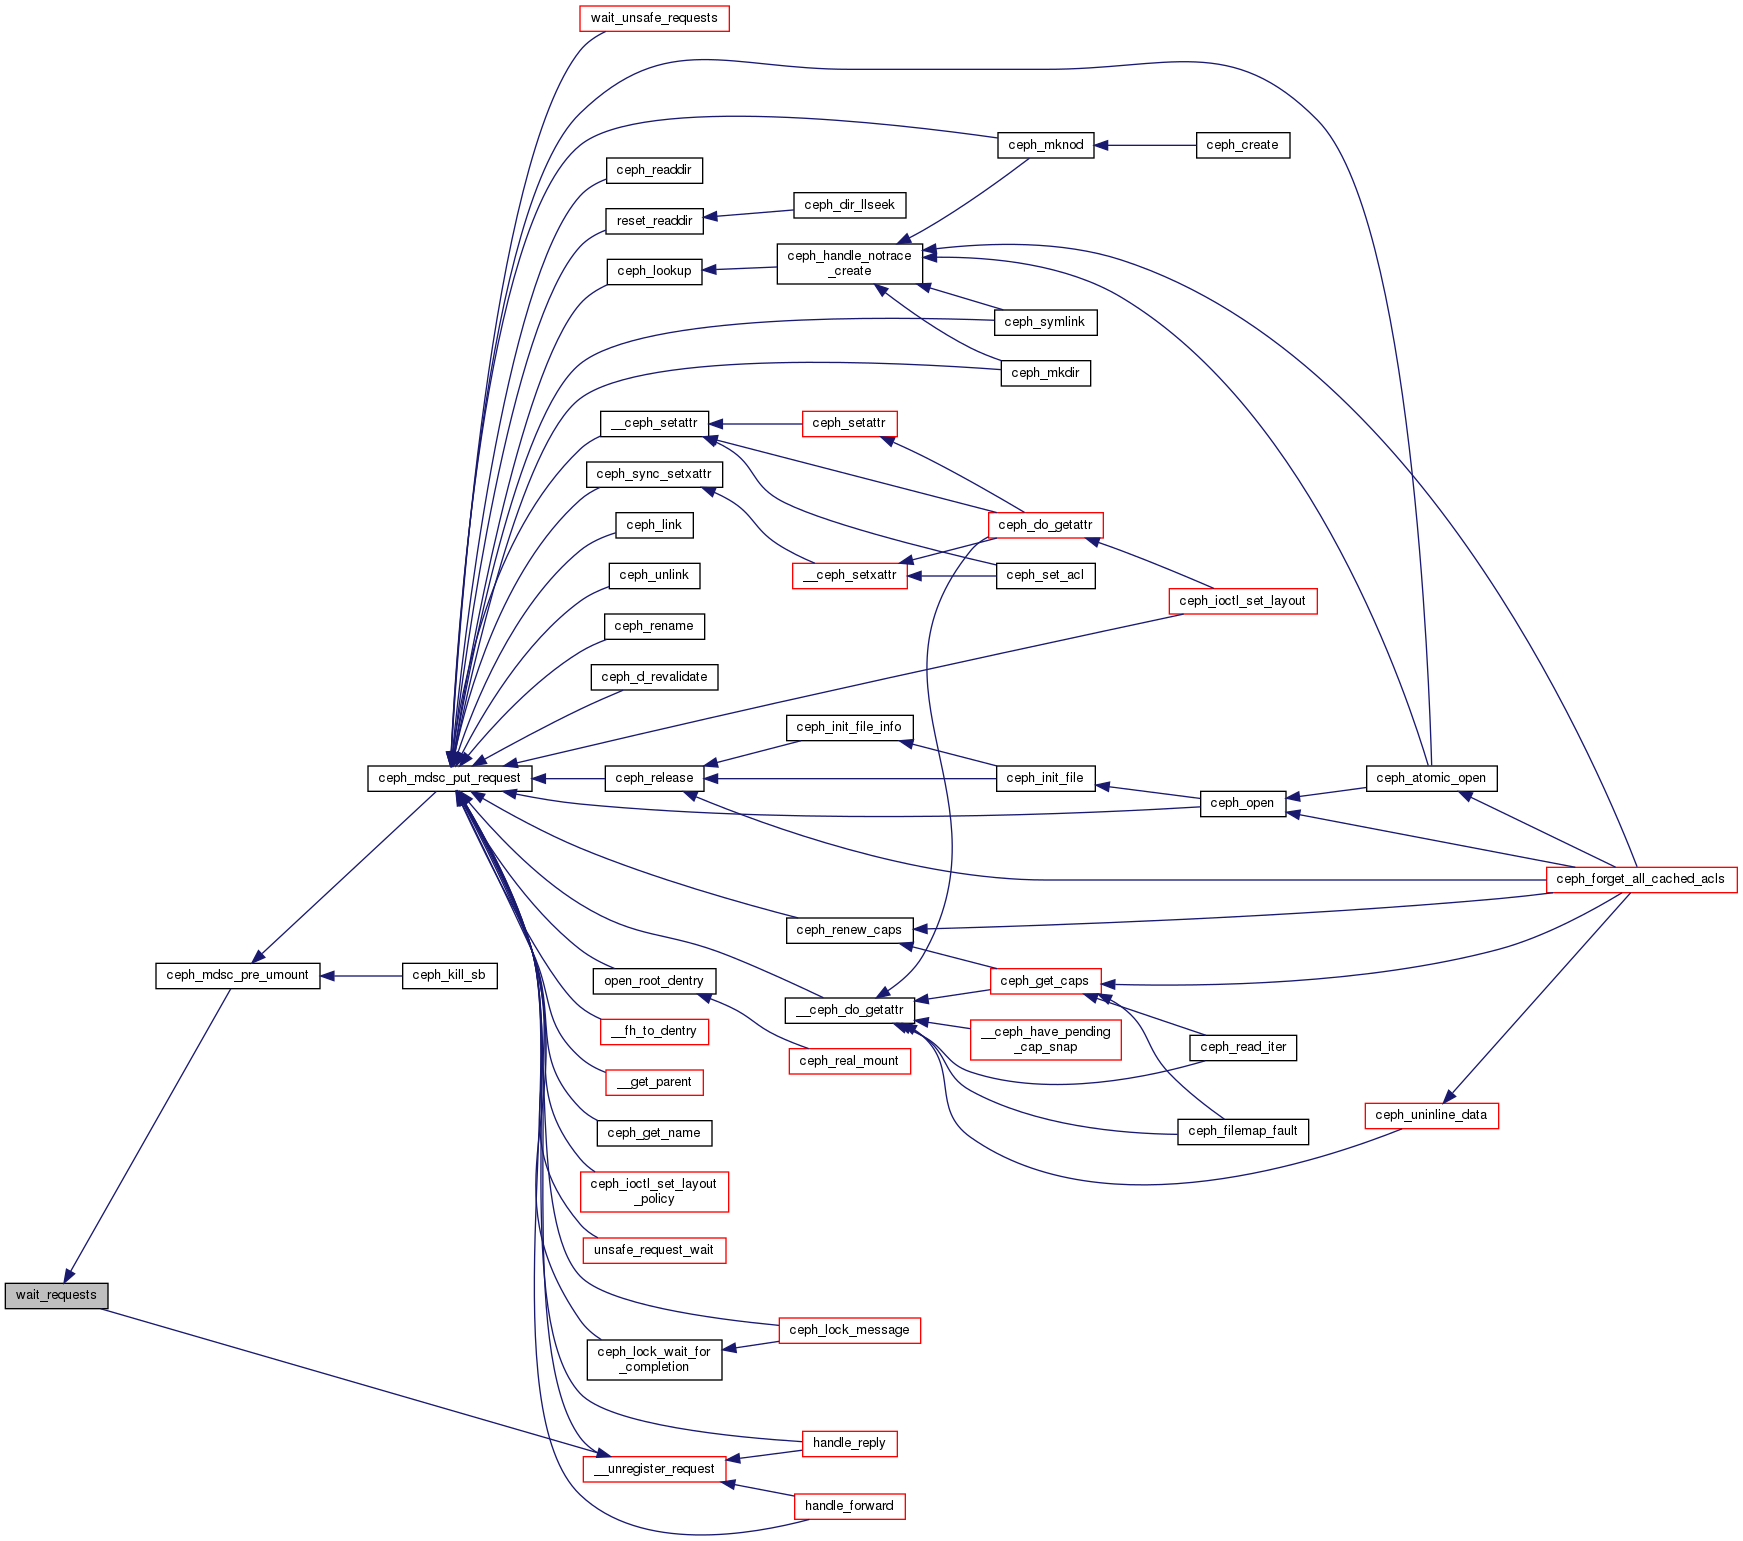 wait_unsafe_requests
ceph_mknod
ceph_create
ceph_readdir
ceph_dir_llseek
reset_readdir
ceph_handle_notrace
_create
ceph_lookup
ceph_symlink
ceph_mkdir
__ceph_setattr
ceph_setattr
ceph_sync_setxattr
ceph_link
ceph_do_getattr
ceph_unlink
__ceph_setxattr
ceph_set_acl
ceph_ioctl_set_layout
ceph_rename
ceph_d_revalidate
ceph_init_file_info
ceph_mdsc_put_request
ceph_release
ceph_init_file
ceph_atomic_open
ceph_open
ceph_forget_all_cached_acls
ceph_renew_caps
ceph_mdsc_pre_umount
ceph_kill_sb
open_root_dentry
ceph_get_caps
__ceph_do_getattr
__fh_to_dentry
__ceph_have_pending
_cap_snap
ceph_read_iter
ceph_real_mount
__get_parent
ceph_uninline_data
ceph_get_name
ceph_filemap_fault
ceph_ioctl_set_layout
_policy
unsafe_request_wait
wait_requests
ceph_lock_message
ceph_lock_wait_for
_completion
handle_reply
__unregister_request
handle_forward